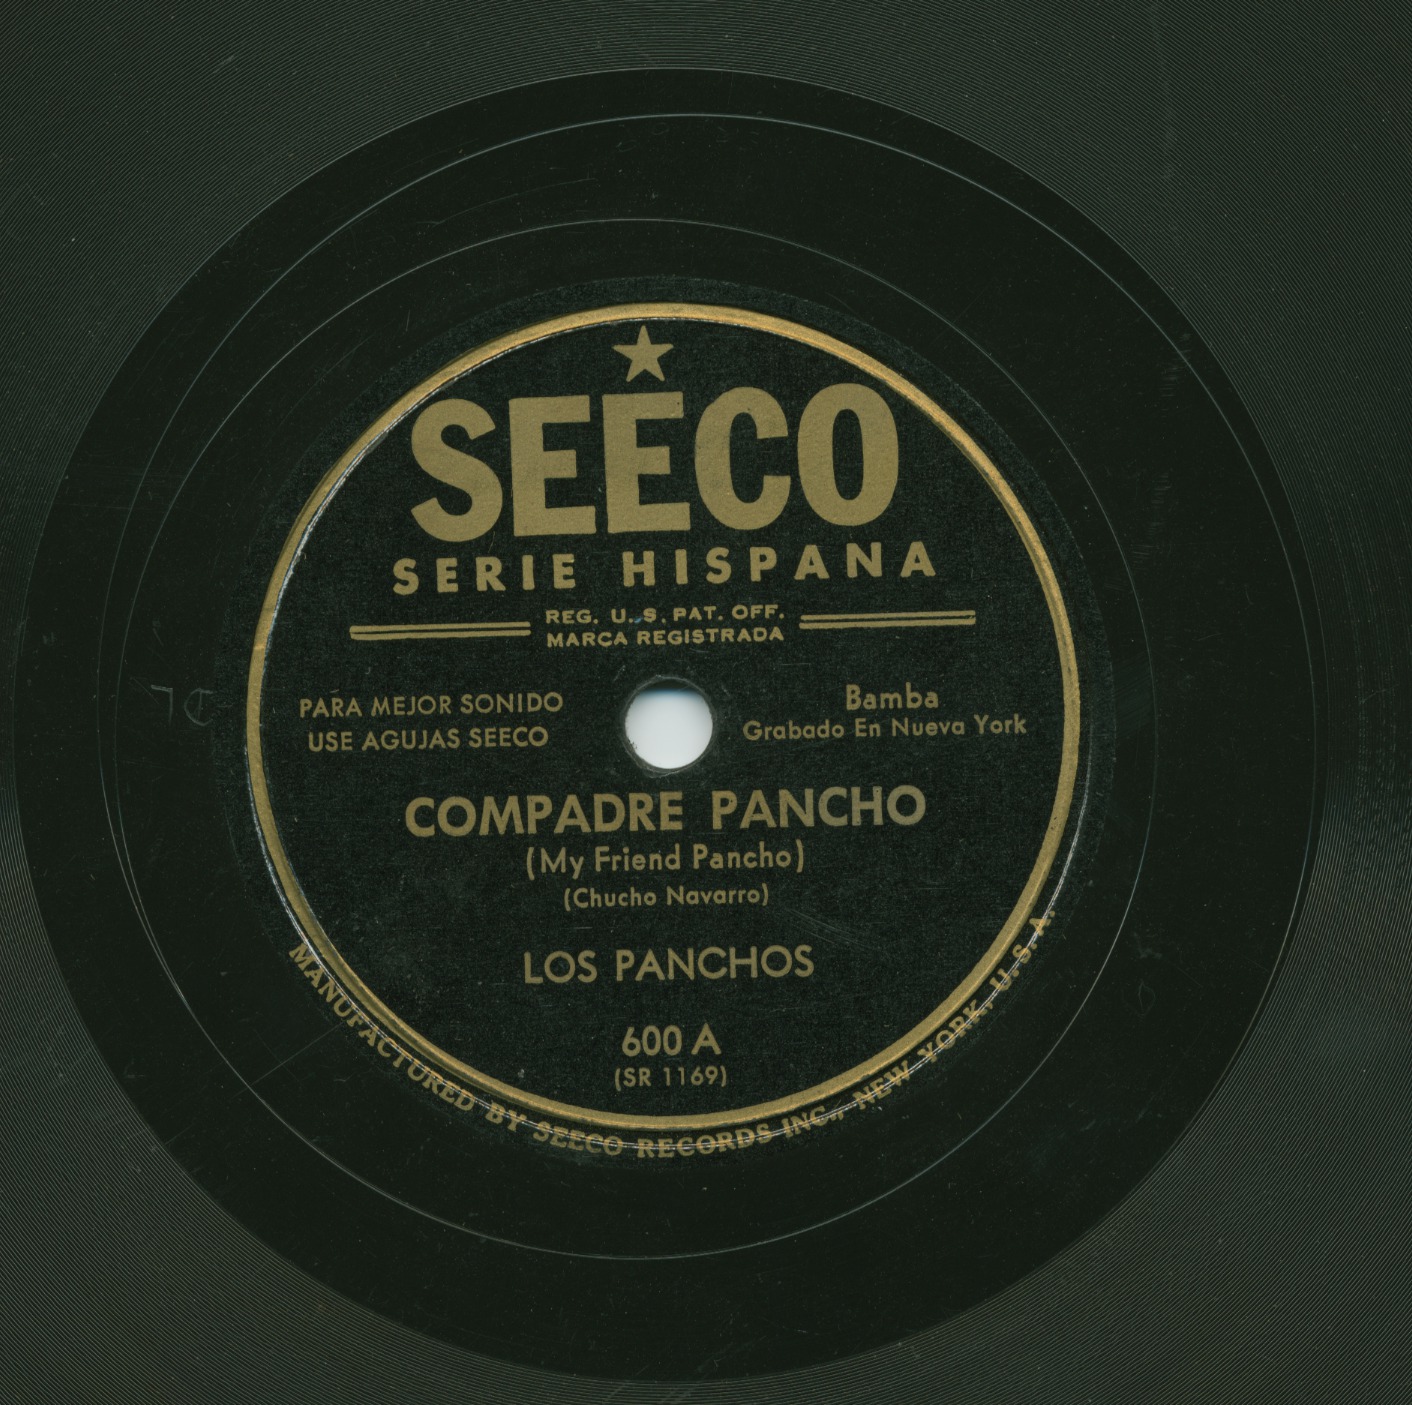 SEECO
SERIE HISPANA
REG. U.S. PAT. OFF.
MARCA REGISTRADA
PARA MEJOR SONIDO
USE AGUJAS SEECO
Bamba
Grabado En Nueva York
COMPADRE PANCHO
(My Friend Pancho)
(Chucho Navarro)
LOS PANCHOS
600 A
(SR 1169)
MANUFACTURED BY SEECO RECORDS INC., NEW YORK, U.S.A.